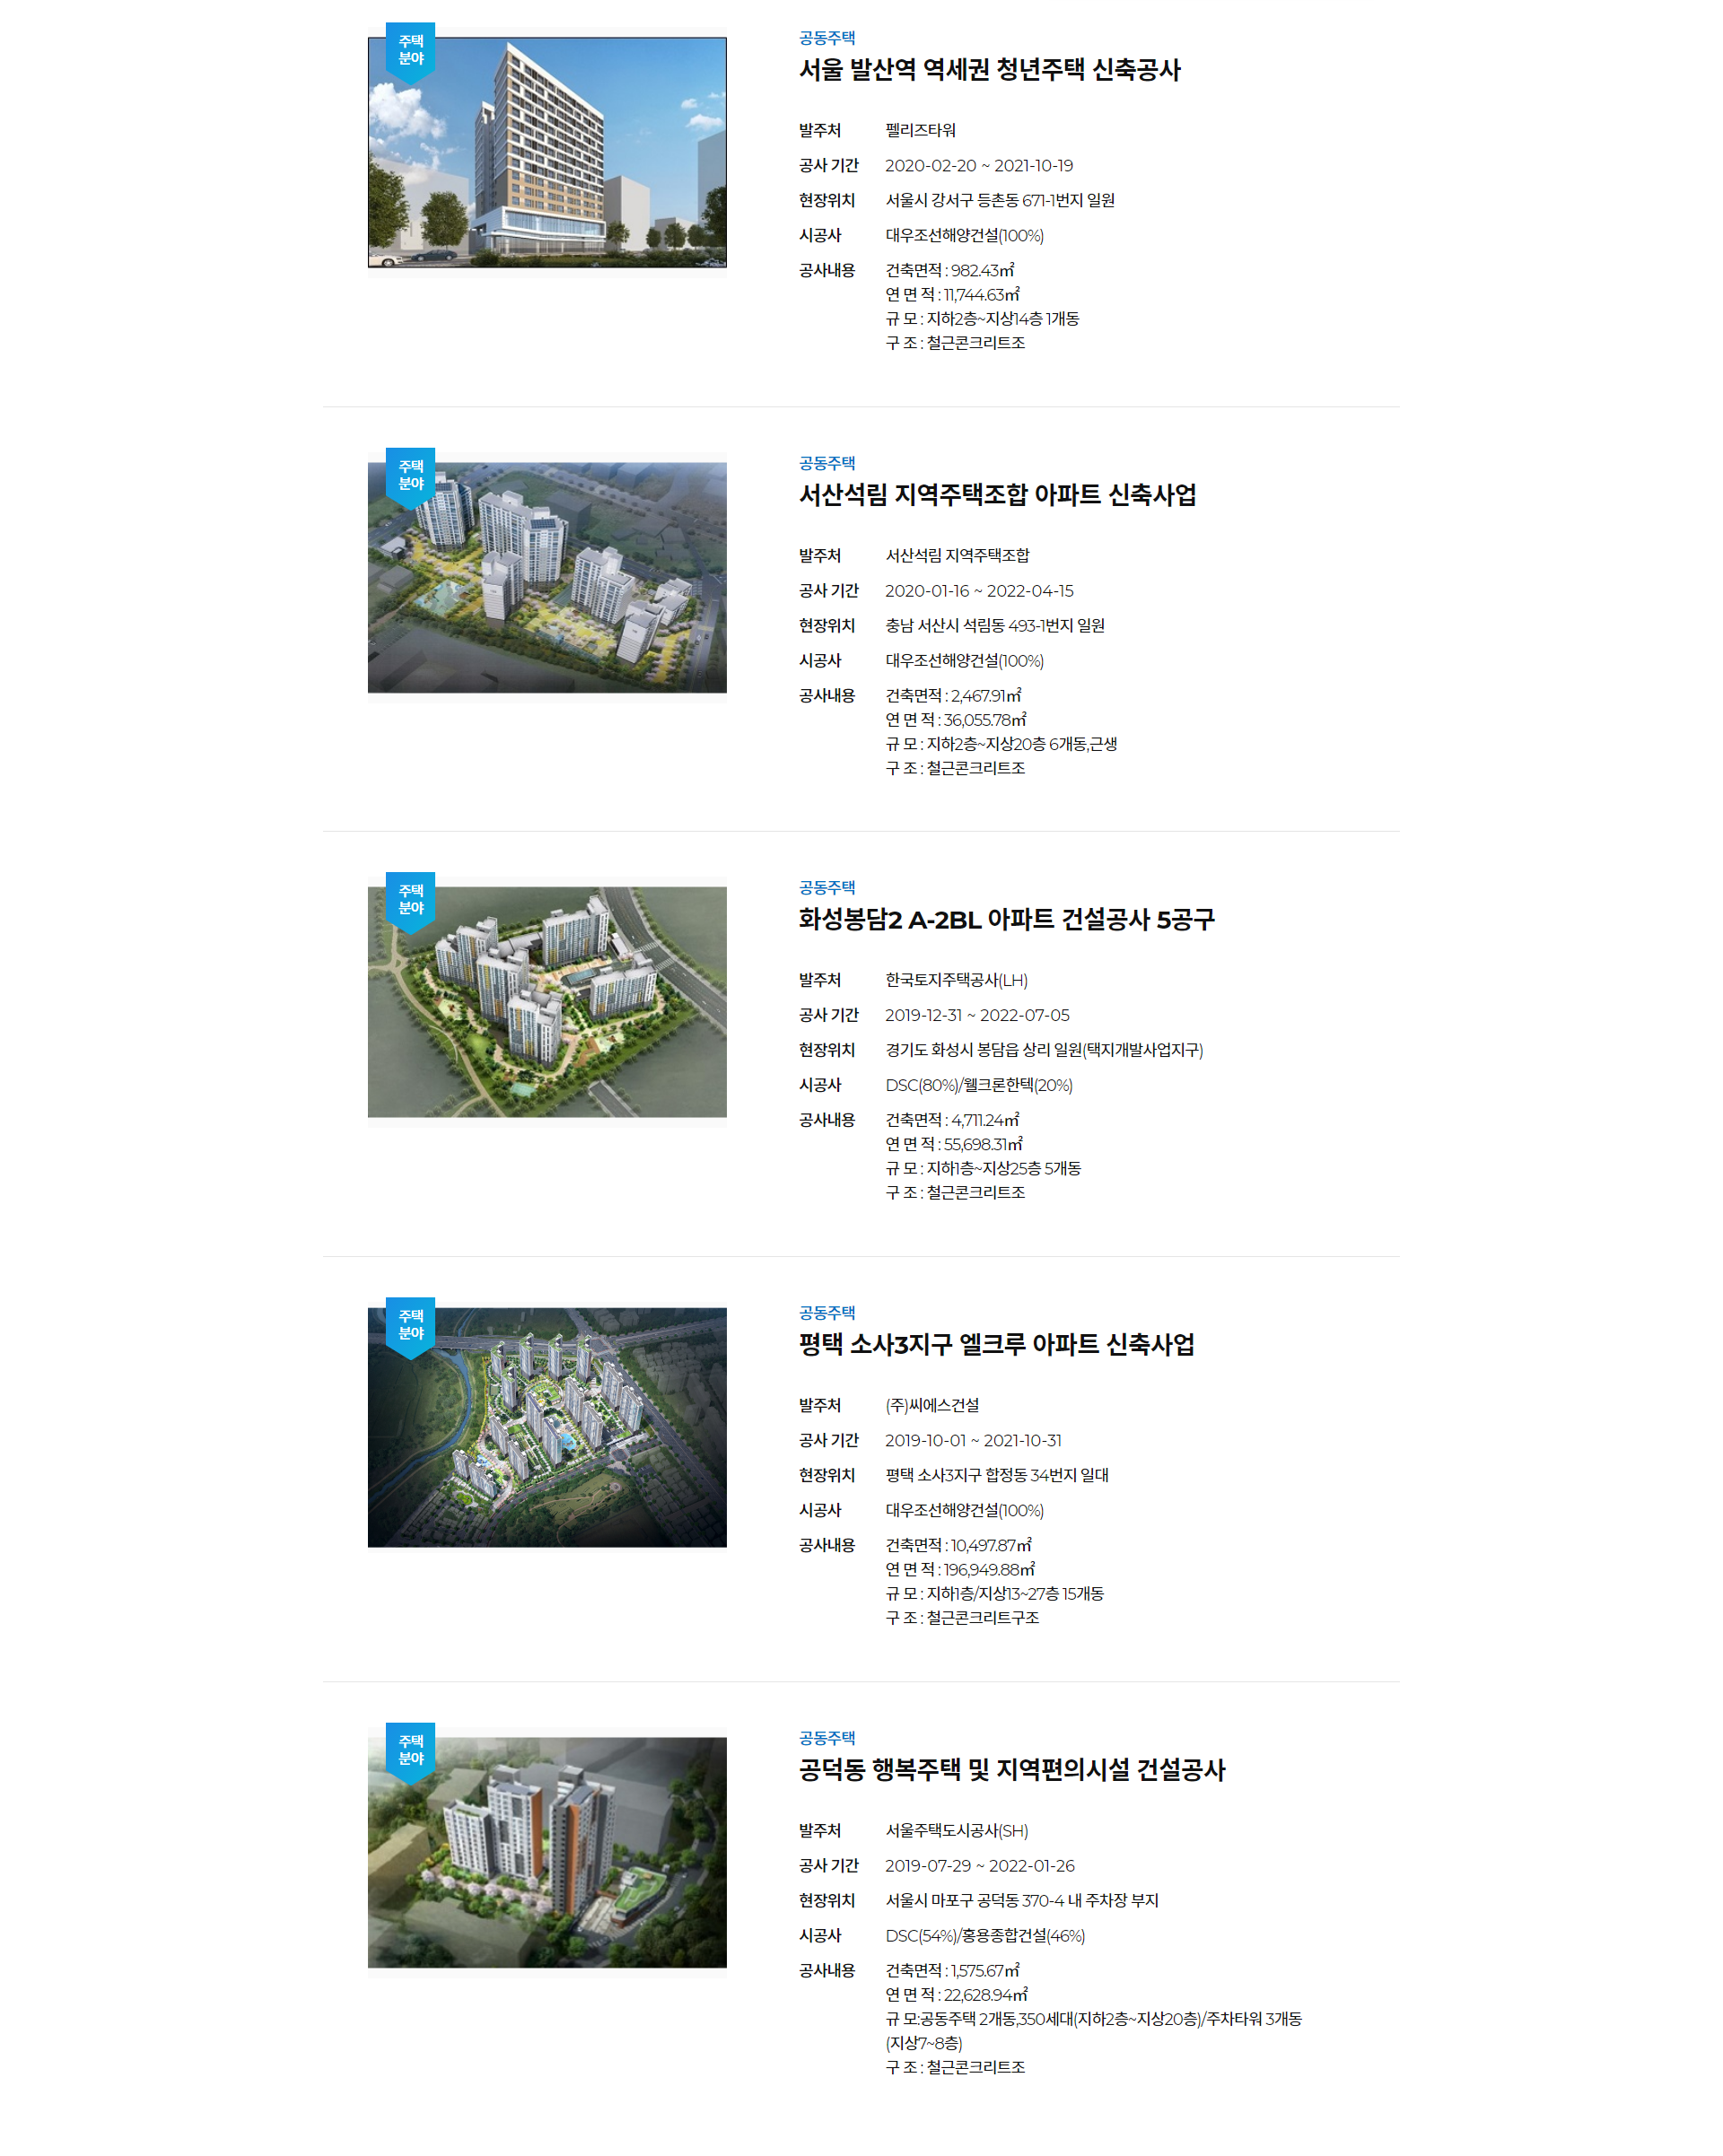 주택
분야
공동주택
서울 발산역 역세권 청년주택 신축공사
발주처 펠리즈타워
공사 기간 2020-02-20 ~ 2021-10-19
현장위치 서울시 강서구 등촌동 671-1번지 일원
시공사 대우조선해양건설(100%)
공사내용 건축면적 : 982.43㎡
연 면 적 : 11,744.63㎡
규 모 : 지하2층~지상14층 1개동
구 조 : 철근콘크리트조
주택
분야
공동주택
서산석림 지역주택조합 아파트 신축사업
발주처 서산석림 지역주택조합
공사 기간 2020-01-16 ~ 2022-04-15
현장위치 충남 서산시 석림동 493-1번지 일원
시공사 대우조선해양건설(100%)
공사내용 건축면적 : 2,467.91㎡
연 면 적 : 36,055.78㎡
규 모 : 지하2층~지상20층 6개동,근생
구 조 : 철근콘크리트조
주택
분야
공동주택
화성봉담2 A-2BL 아파트 건설공사 5공구
발주처 한국토지주택공사(LH)
공사 기간 2019-12-31 ~ 2022-07-05
현장위치 경기도 화성시 봉담읍 상리 일원(택지개발사업지구)
시공사 DSC(80%)/웰크론한텍(20%)
공사내용 건축면적 : 4,711.24㎡
연 면 적 : 55,698.31㎡
규 모 : 지하1층~지상25층 5개동
구 조 : 철근콘크리트조
주택
분야
공동주택
평택 소사3지구 엘크루 아파트 신축사업
발주처 (주)씨에스건설
공사 기간 2019-10-01 ~ 2021-10-31
현장위치 평택 소사3지구 합정동 34번지 일대
시공사 대우조선해양건설(100%)
공사내용 건축면적 : 10,497.87㎡
연 면 적 : 196,949.88㎡
규 모 : 지하1층/지상13~27층 15개동
구 조 : 철근콘크리트구조
주택
분야
공동주택
공덕동 행복주택 및 지역편의시설 건설공사
발주처 서울주택도시공사(SH)
공사 기간 2019-07-29 ~ 2022-01-26
현장위치 서울시 마포구 공덕동 370-4 내 주차장 부지
시공사 DSC(54%)/홍용종합건설(46%)
공사내용 건축면적 : 1,575.67㎡
연 면 적 : 22,628.94㎡
규 모:공동주택 2개동,350세대(지하2층~지상20층)/주차타워 3개동
(지상7~8층)
구 조 : 철근콘크리트조